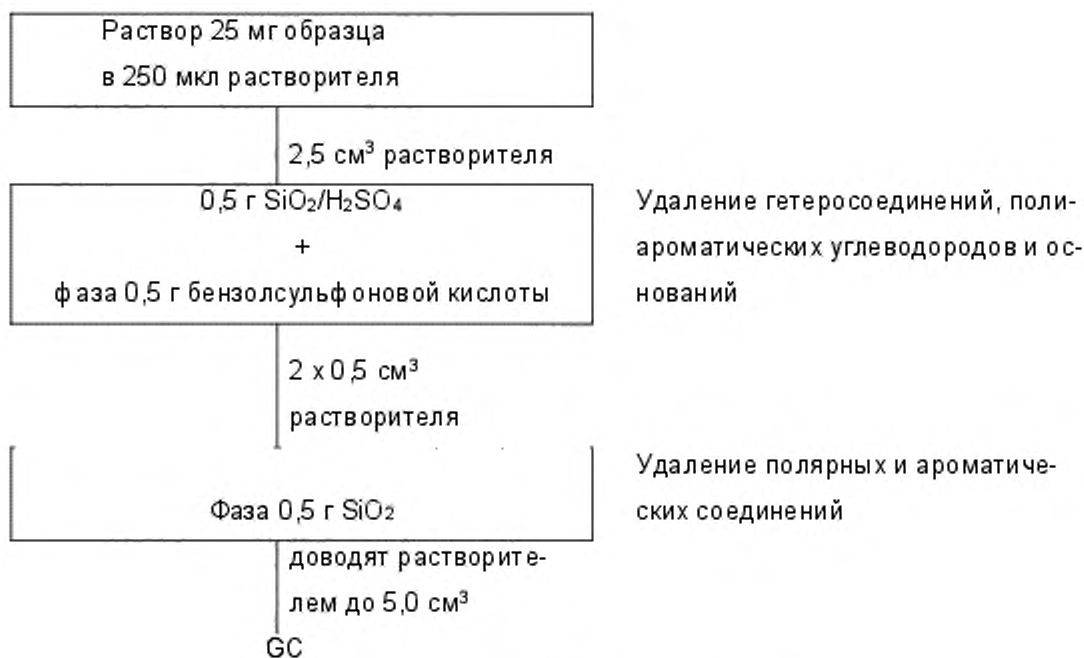 Раствор 25 мг образца
в 250 мкл растворителя
2,5 см³ растворителя
0,5 г SiO₂/H₂SO₄
+
фаза 0,5 г бензолсульфоновой кислоты
Удаление гетеросоединений, поли-
ароматических углеводородов и ос-
нований
2 x 0,5 см³
растворителя
Фаза 0,5 г SiO₂
Удаление полярных и ароматиче-
ских соединений
доводят растворите-
лем до 5,0 см³
GC